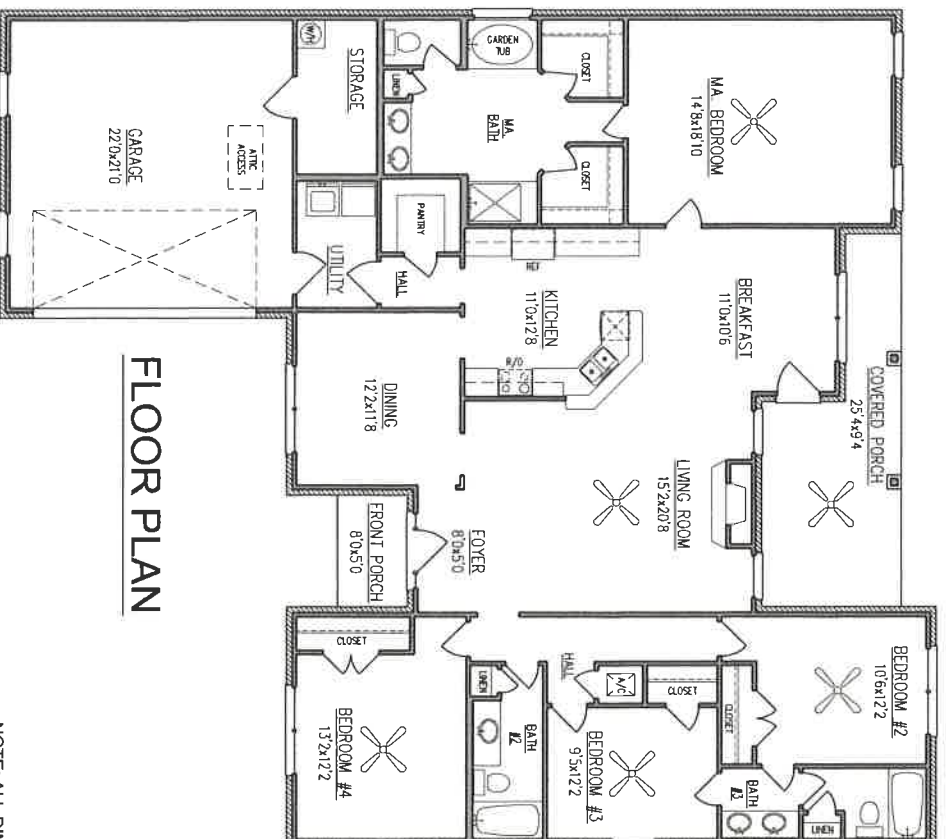 MA. BEDROOM
14'8x18'10
COVERED PORCH
25'4x9'4
BEDROOM #2
10'6x12'2
CLOSET
GARDEN
TUB
LINEN
MA.
BATH
CLOSET
BREAKFAST
11'0x10'6
LIVING ROOM
15'2x20'8
CLOSET
BATH
#3
LINEN
STORAGE
W/H
PANTRY
HALL
REF
KITCHEN
11'0x12'8
R/O
HALL
A/C
CLOSET
BEDROOM #3
9'5x12'2
GARAGE
22'0x21'0
ATTIC
ACCESS
UTILITY
DINING
12'2x11'8
FOYER
8'0x5'0
FRONT PORCH
8'0x5'0
LINEN
BATH
#2
CLOSET
BEDROOM #4
13'2x12'2
FLOOR PLAN
NOTE: ALL